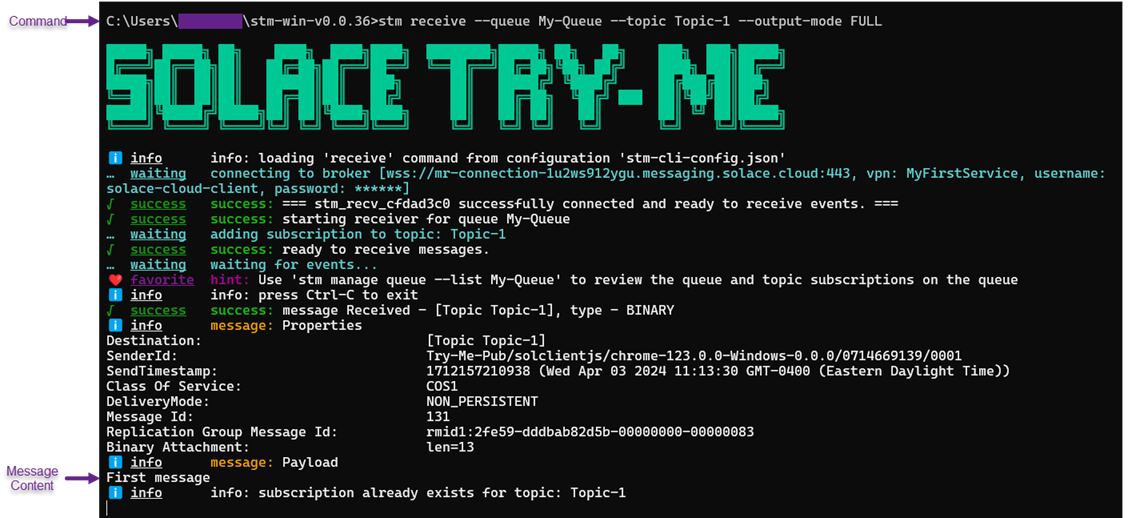 Command
C:\Users\ \stm-win-v0.0.36>stm receive --queue My-Queue --topic Topic-1 --output-mode FULL
SOLACE TRY-ME
info info: loading 'receive' command from configuration 'stm-cli-config.json'
… waiting connecting to broker [wss://mr-connection-1u2ws912ygu.messaging.solace.cloud:443, vpn: MyFirstService, username:
solace-cloud-client, password: ******]
√ success success: === stm_recv_cfdad3c0 successfully connected and ready to receive events. ===
√ success success: starting receiver for queue My-Queue
… waiting adding subscription to topic: Topic-1
√ success success: ready to receive messages.
… waiting waiting for events...
❤ favorite hint: Use 'stm manage queue --list My-Queue' to review the queue and topic subscriptions on the queue
info info: press Ctrl-C to exit
√ success success: message Received - [Topic Topic-1], type - BINARY
info message: Properties
Destination: [Topic Topic-1]
SenderId: Try-Me-Pub/solclientjs/chrome-123.0.0-Windows-0.0.0/0714669139/0001
SendTimestamp: 1712157210938 (Wed Apr 03 2024 11:13:30 GMT-0400 (Eastern Daylight Time))
Class Of Service: COS1
DeliveryMode: NON_PERSISTENT
Message Id: 131
Replication Group Message Id: rmid1:2fe59-dddbab82d5b-00000000-00000083
Binary Attachment: len=13
info message: Payload
Message
Content
First message
info info: subscription already exists for topic: Topic-1